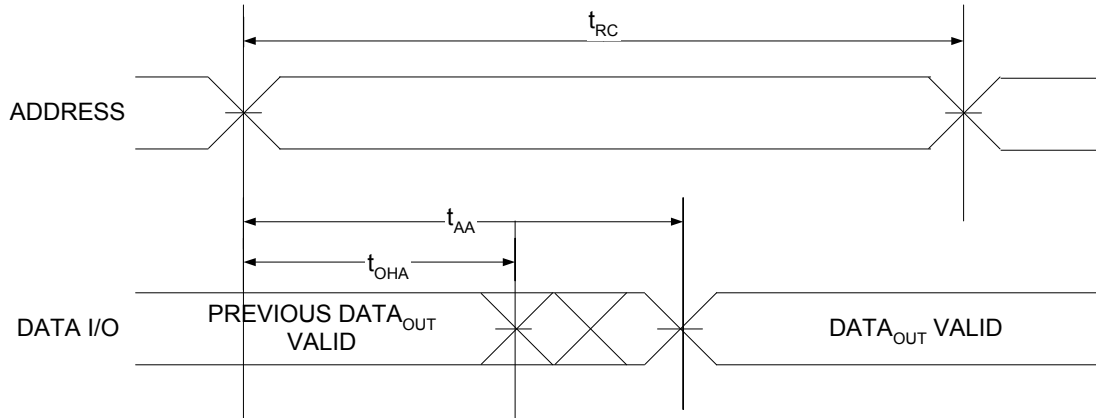 tRC
ADDRESS
tAA
tOHA
DATA I/O
PREVIOUS DATAOUT
VALID
DATAOUT VALID